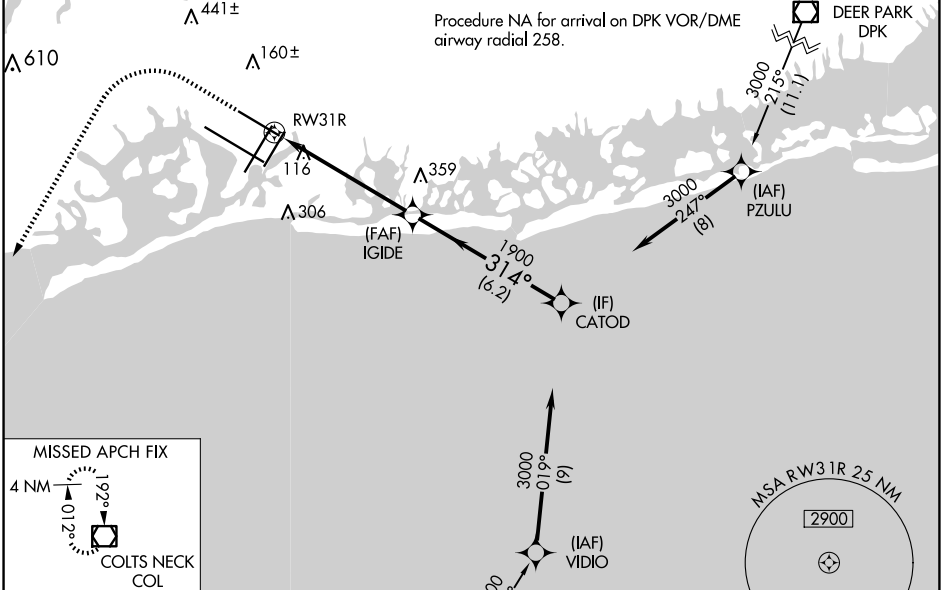 441±
Procedure NA for arrival on DPK VOR/DME
airway radial 258.
DEER PARK
DPK
610
160±
3000
215°
(11.1)
RW31R
116
359
306
(FAF)
IGIDE
(IAF)
PZULU
3000
247°
(8)
1900
314°
(6.2)
(IF)
CATOD
3000
019°
(9)
(IAF)
VIDIO
MISSED APCH FIX
4 NM
192°
012°
COLTS NECK
COL
MSA RW31R 25 NM
2900